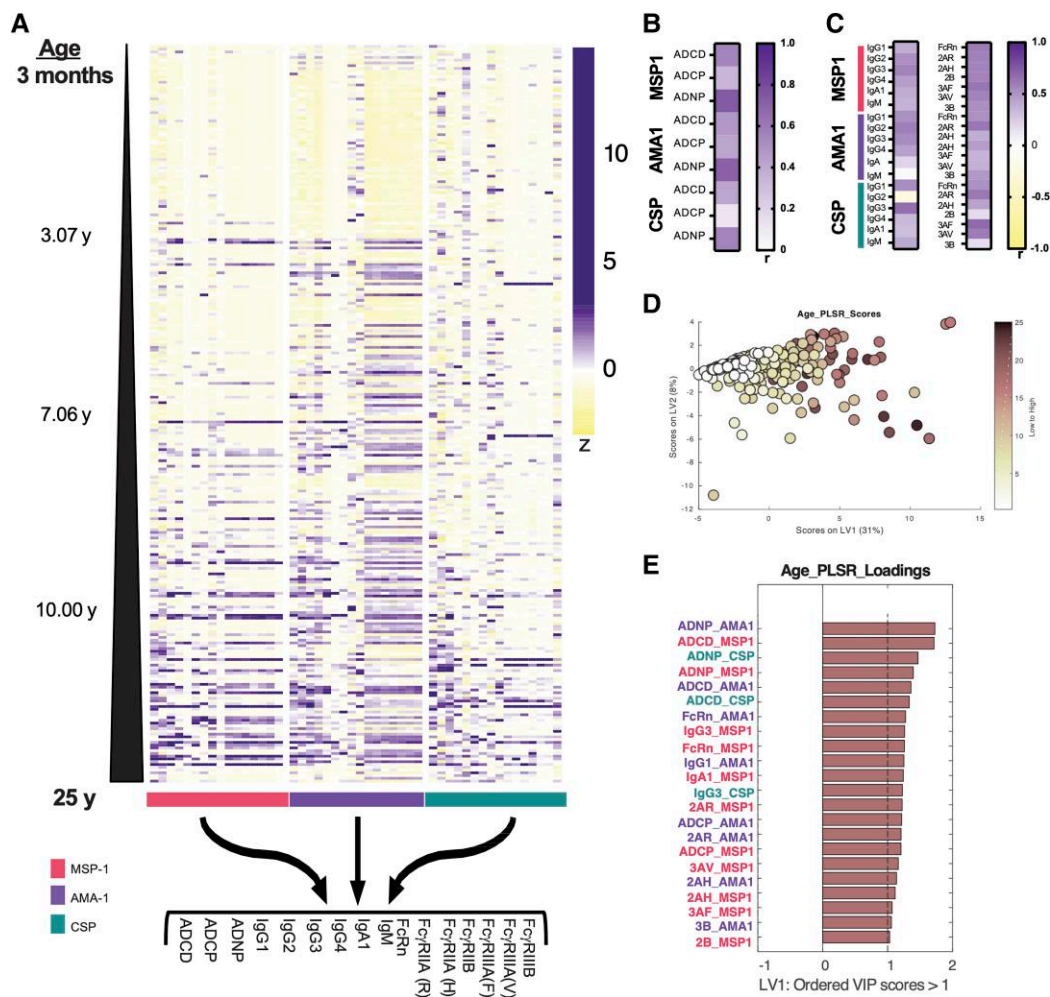 A
Age
3 months
3.07 y
7.06 y
10.00 y
25 y
10
5
0
z
MSP-1
AMA-1
CSP
ADCD
ADCP
ADNP
IgG1
IgG2
IgG3
IgG4
IgA1
IgM
FcRn
FcγRIIA (R)
FcγRIIA (H)
FcγRIIB
FcγRIIIA(F)
FcγRIIIA(V)
FcγRIIIB
B
MSP1
AMA1
CSP
ADCD
ADCP
ADNP
ADCD
ADCP
ADNP
ADCD
ADCP
ADNP
1.0
0.8
0.6
0.4
0.2
0
r
C
MSP1
AMA1
CSP
IgG1
IgG2
IgG3
IgG4
IgA1
IgM
IgG1
IgG2
IgG3
IgG4
IgA
IgM
IgG1
IgG2
IgG3
IgG4
IgA1
IgM
FcRn
2AR
2AH
2B
3AF
3AV
3B
FcRn
2AR
2AH
2AH
3AF
3AV
3B
FcRn
2AR
2AH
2B
3AF
3AV
3B
1.0
0.5
0
-0.5
-1.0
r
D
Age_PLSR_Scores
Scores on LV2 (8%)
4
2
0
-2
-4
-6
-8
-10
-12
-5
0
5
10
15
Scores on LV1 (31%)
25
20
15
10
5
Low to High
E
Age_PLSR_Loadings
ADNP_AMA1
ADCD_MSP1
ADNP_CSP
ADNP_MSP1
ADCD_AMA1
ADCD_CSP
FcRn_AMA1
IgG3_MSP1
FcRn_MSP1
IgG1_AMA1
IgA1_MSP1
IgG3_CSP
2AR_MSP1
ADCP_AMA1
2AR_AMA1
ADCP_MSP1
3AV_MSP1
2AH_AMA1
2AH_MSP1
3AF_MSP1
3B_AMA1
2B_MSP1
-1
0
1
2
LV1: Ordered VIP scores > 1